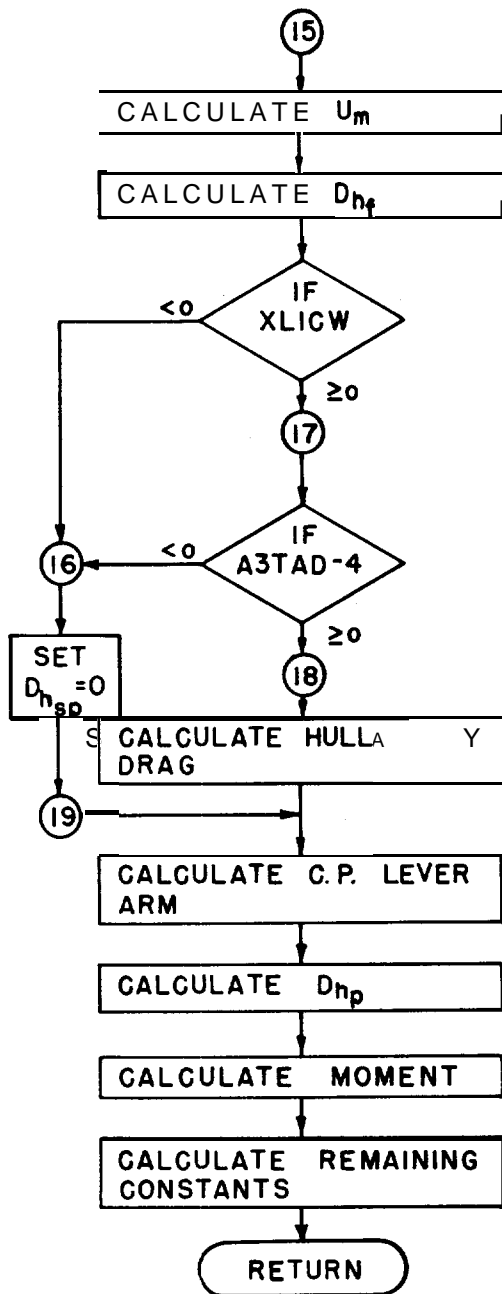 15
CALCULATE Um
CALCULATE Dhf
IF
XLICW
<0
≥0
17
IF
A3TAD-4
<0
16
≥0
18
SET
Dhsp=0
S CALCULATE HULL A Y
DRAG
19
CALCULATE C.P. LEVER
ARM
CALCULATE Dhp
CALCULATE MOMENT
CALCULATE REMAINING
CONSTANTS
RETURN